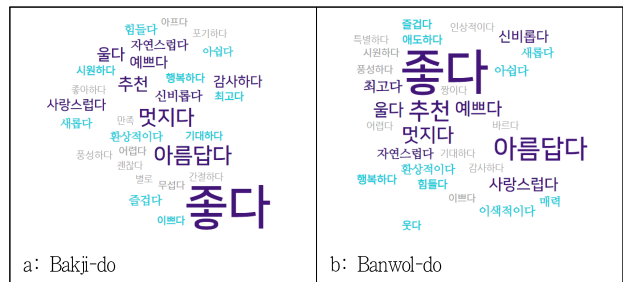 아프다
힘들다
포기하다
자연스럽다
울다
예쁘다
아쉽다
시원하다
행복하다
추천
감사하다
좋아하다
신비롭다
최고다
사랑스럽다
멋지다
새롭다
만족
환상적이다
기대하다
풍성하다
어렵다
아름답다
괜찮다
별로
무섭다
간결하다
즐겁다
좋다
이쁘다
a: Bakji-do
즐겁다
인상적이다
특별하다
애도하다
신비롭다
시원하다
새롭다
좋다
풍성하다
아쉽다
최고다
짱이다
울다
추천
예쁘다
어렵다
바르다
멋지다
아름답다
자연스럽다
기대하다
환상적이다
감사하다
행복하다
힘들다
사랑스럽다
이쁘다
매력
이색적이다
웃다
b: Banwol-do